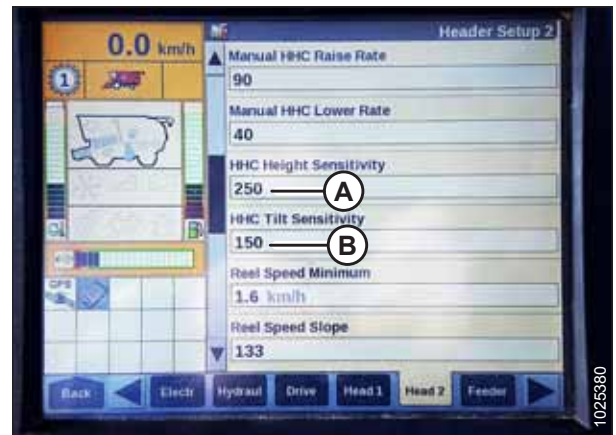 0.0 km/h
Header Setup 2
1
Manual HHC Raise Rate
90
Manual HHC Lower Rate
40
HHC Height Sensitivity
250
A
HHC Tilt Sensitivity
150
B
Reel Speed Minimum
1.6 km/h
Reel Speed Slope
133
GPS
Back
Electr
Hydraul
Drive
Head 1
Head 2
Feeder
1025380